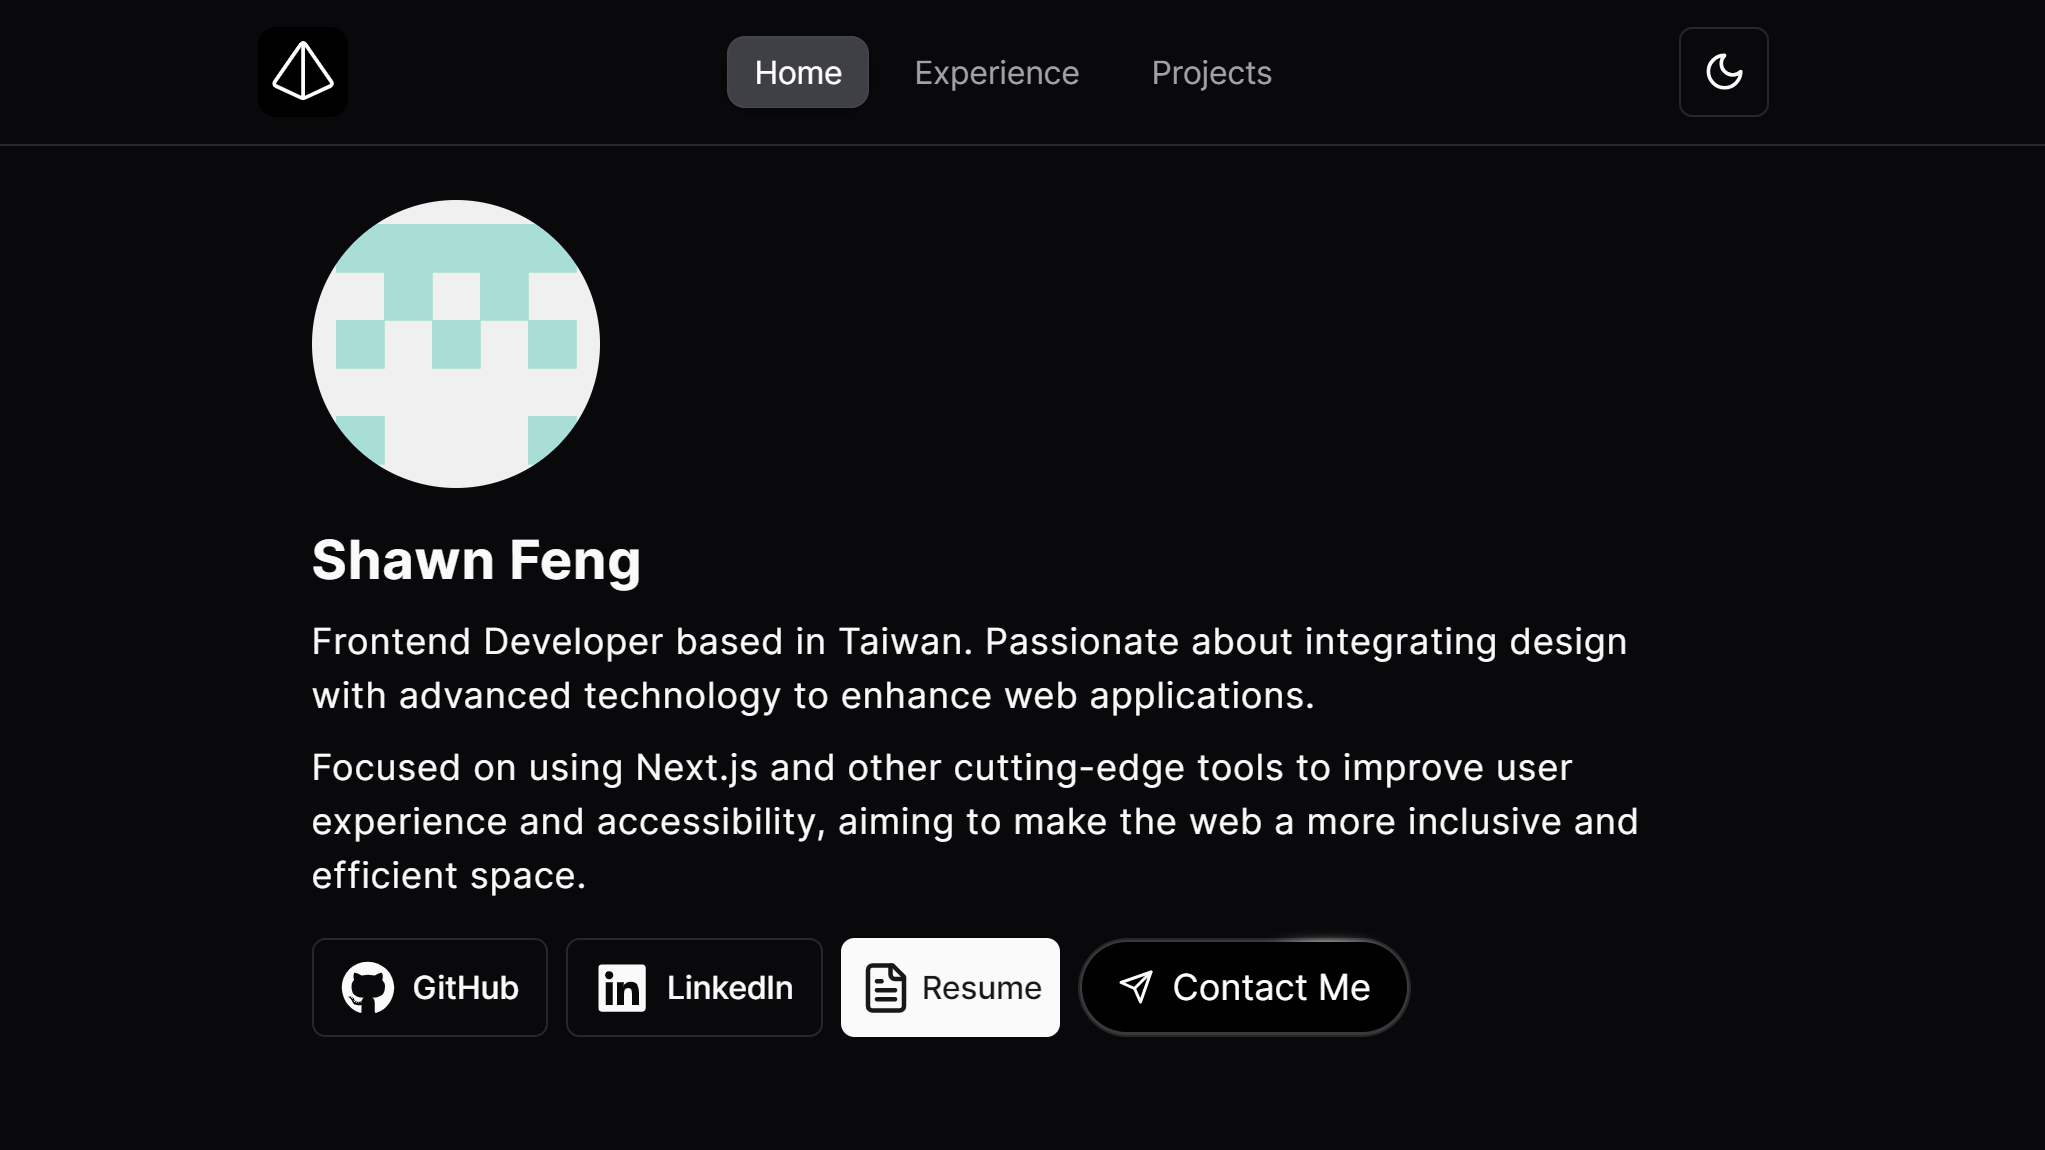 Home
Experience
Projects
Shawn Feng
Frontend Developer based in Taiwan. Passionate about integrating design
with advanced technology to enhance web applications.
Focused on using Next.js and other cutting-edge tools to improve user
experience and accessibility, aiming to make the web a more inclusive and
efficient space.
GitHub
in LinkedIn
Resume
Contact Me